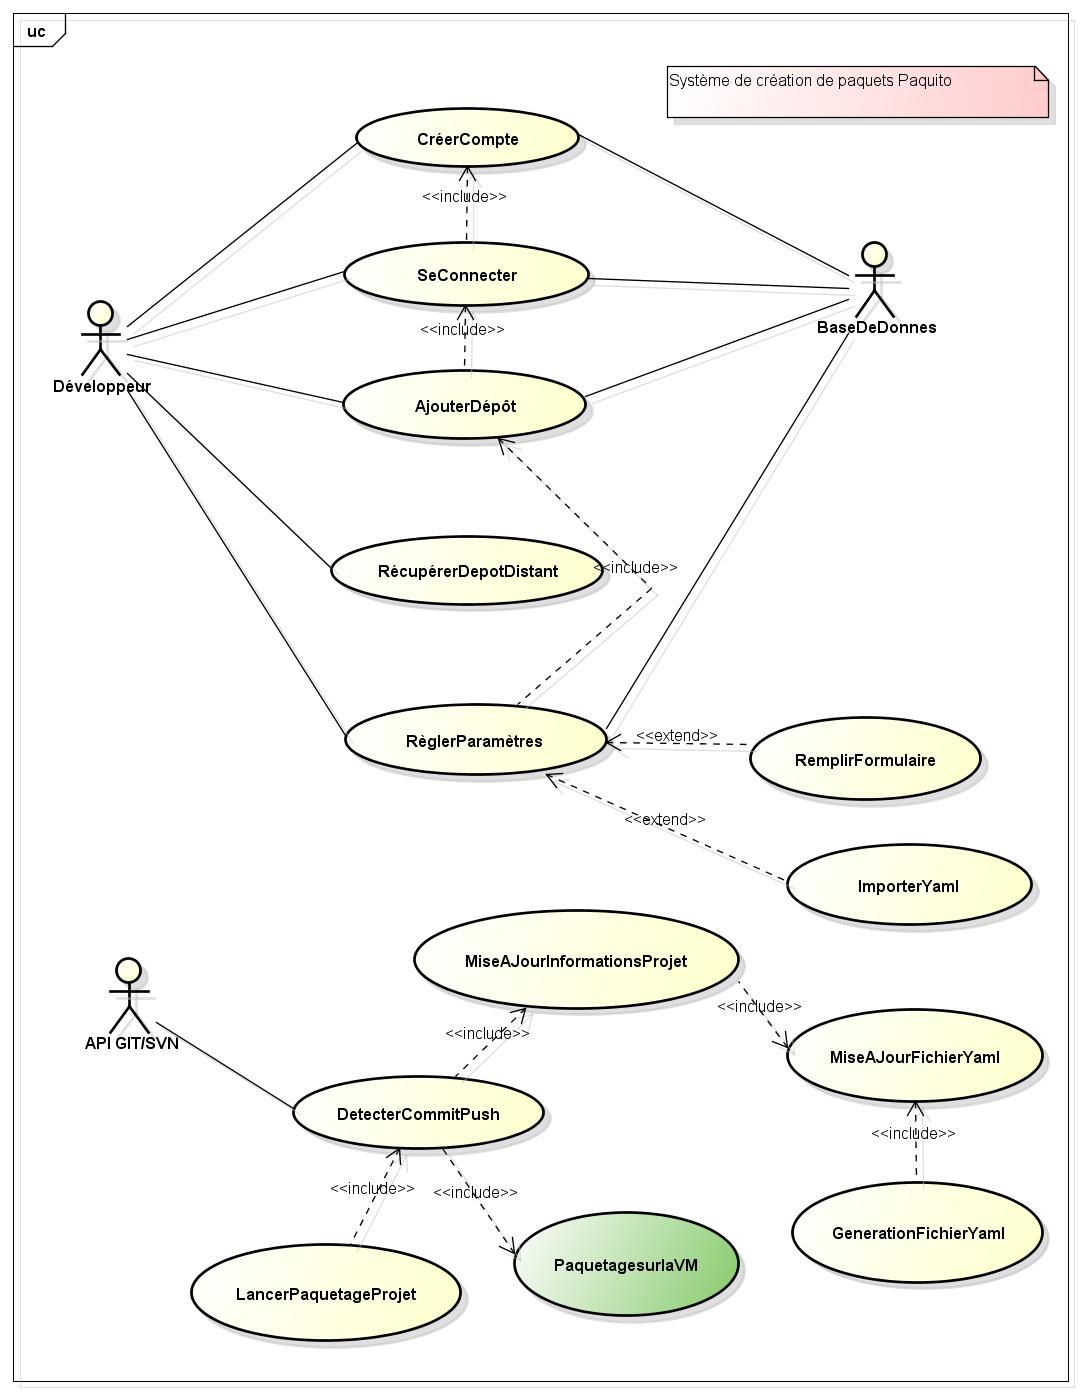 uc
Système de création de paquets Paquito
CréerCompte
<<include>>
SeConnecter
BaseDeDonnes
<<include>>
Développeur
AjouterDépôt
<<include>>
RécupérerDepotDistant
<<extend>>
RèglerParamètres
RemplirFormulaire
<<extend>>
ImporterYaml
MiseAJourInformationsProjet
<<include>>
<<include>>
API GIT/SVN
MiseAJourFichierYaml
DetecterCommitPush
<<include>>
<<include>>
<<include>>
GenerationFichierYaml
PaquetagesurlaVM
LancerPaquetageProjet